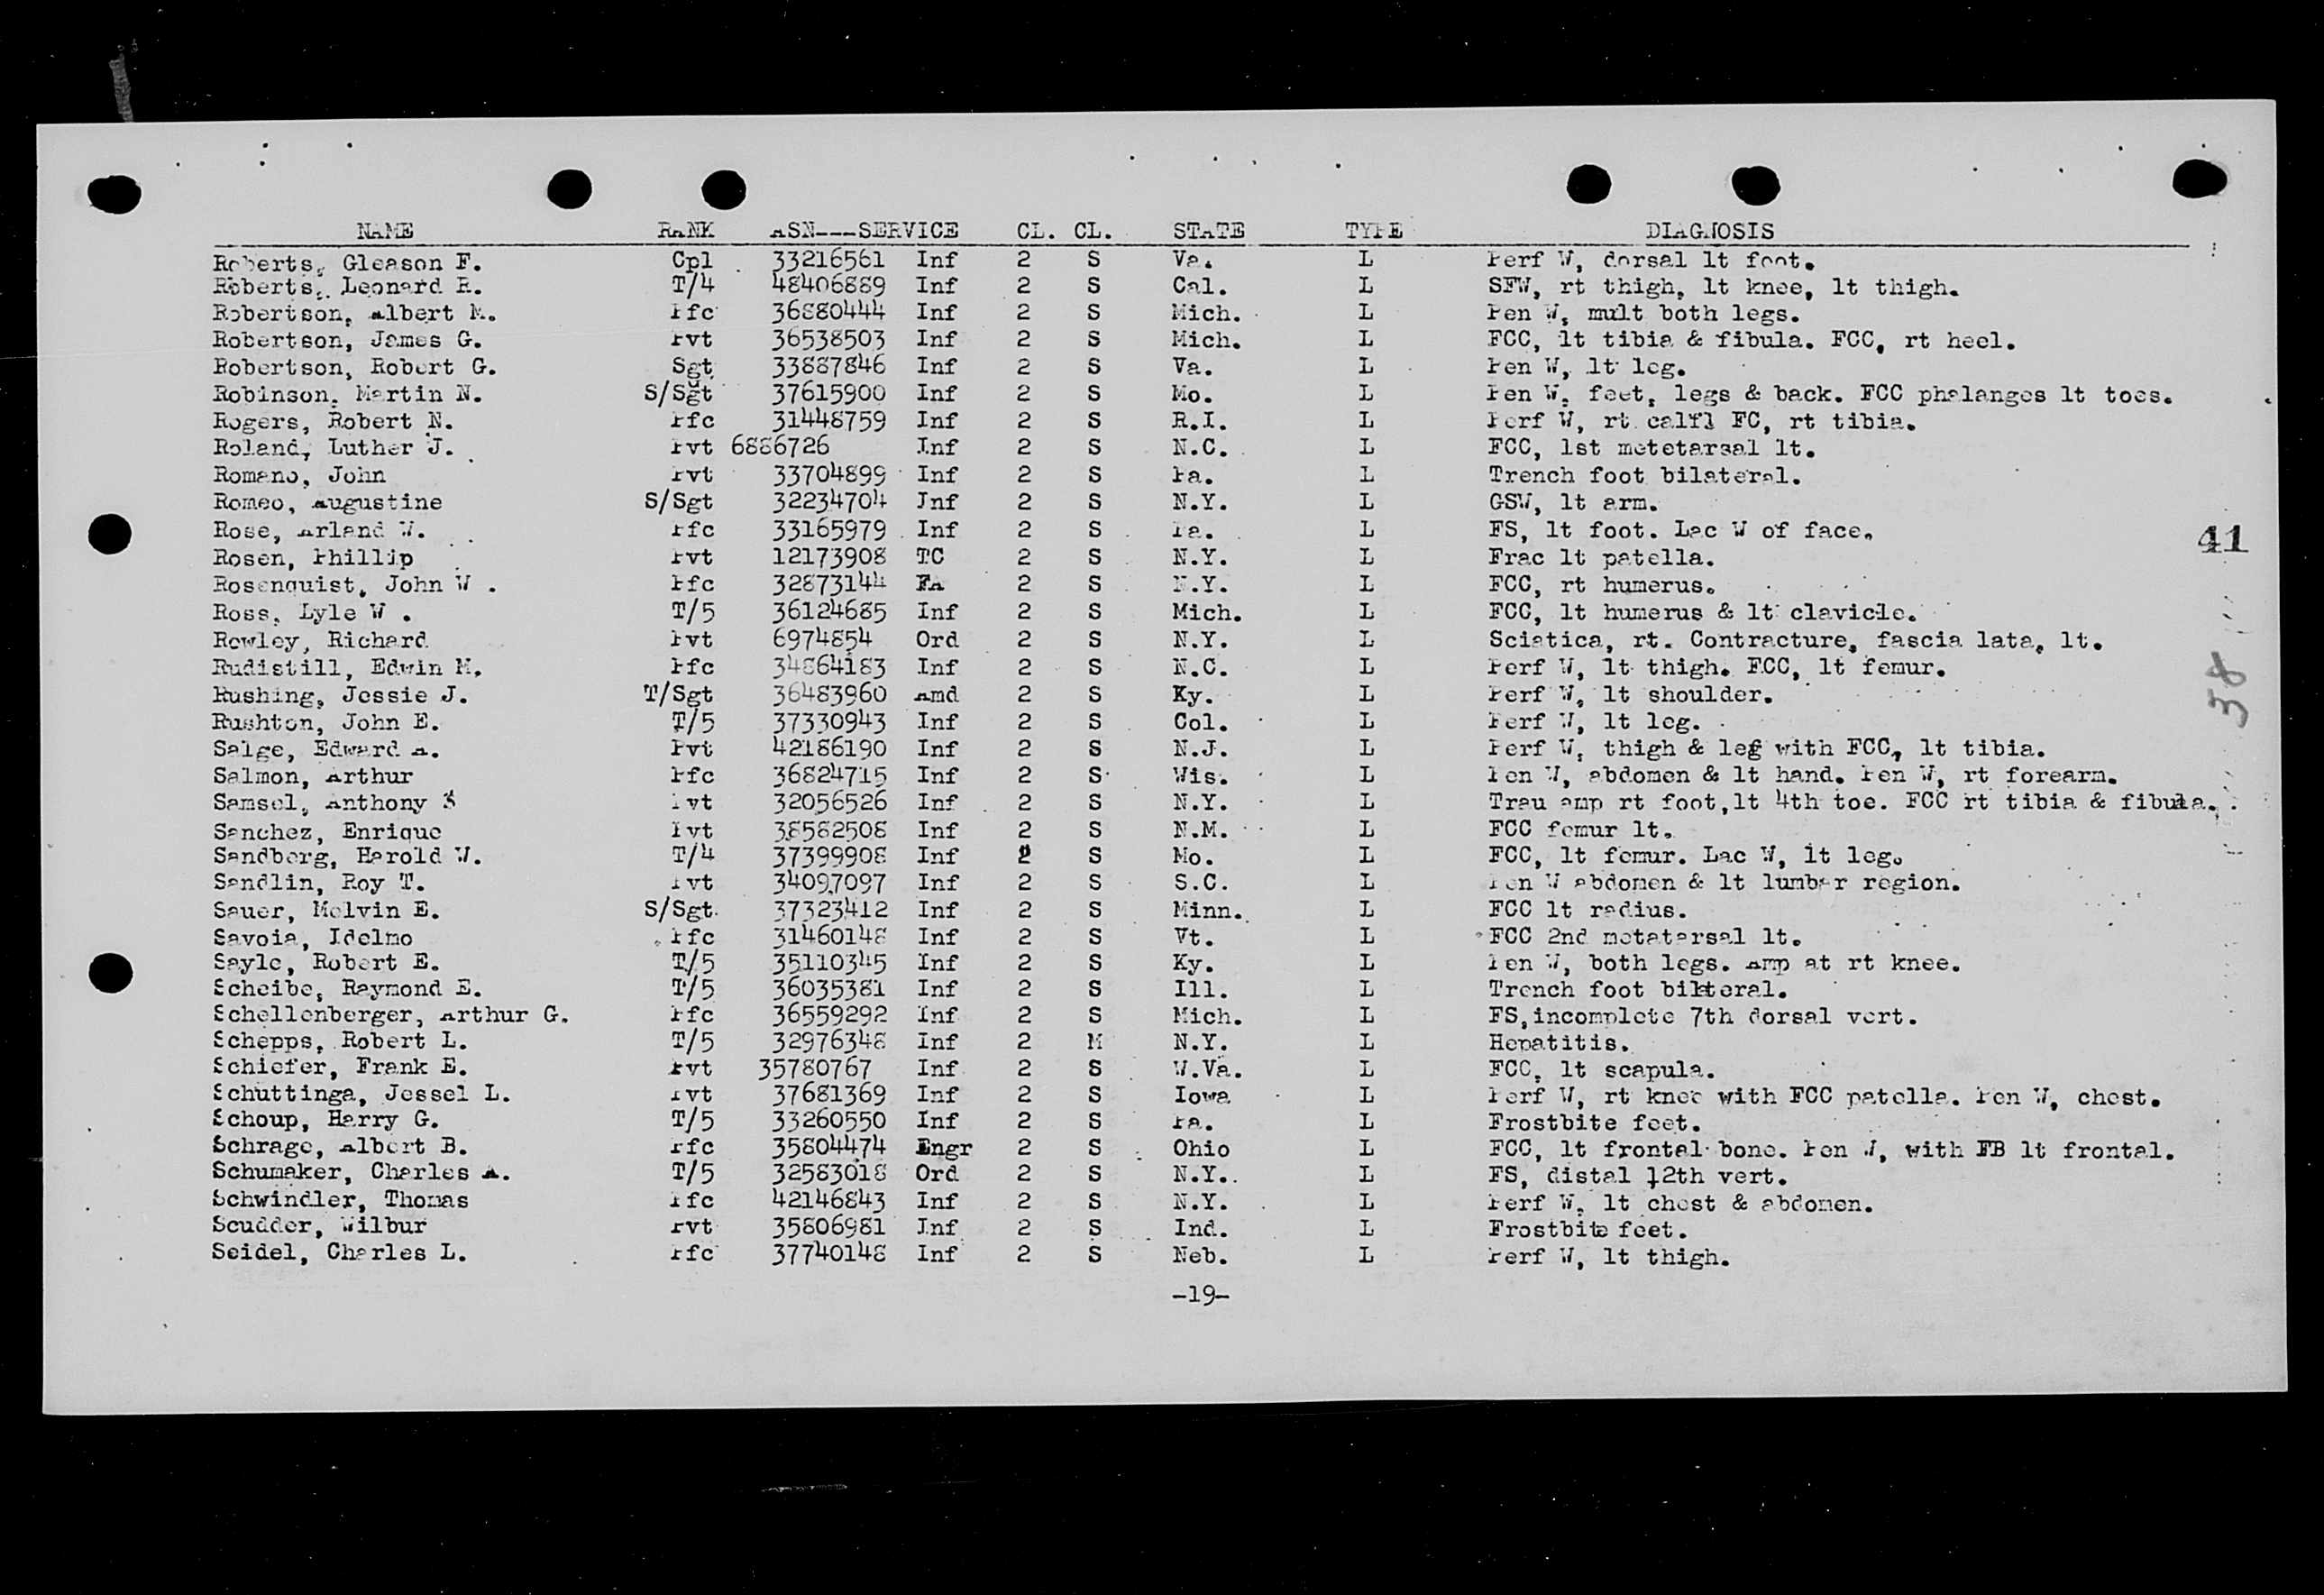 NAME RANK ASN---SERVICE CL. CL. STATE TYPE DIAGNOSIS
Roberts, Gleason F. Cpl 33216561 Inf 2 S Va. L Perf W, dorsal lt foot.
Roberts, Leonard R. T/4 48406889 Inf 2 S Cal. L SFW, rt thigh, lt knee, lt thigh.
Robertson, Albert M. Pfc 36880444 Inf 2 S Mich. L Pen W, mult both legs.
Robertson, James G. Pvt 36538503 Inf 2 S Mich. L FCC, lt tibia & fibula. FCC, rt heel.
Robertson, Robert G. Sgt 33887846 Inf 2 S Va. L Pen W, lt leg.
Robinson, Martin N. S/Sgt 37615900 Inf 2 S Mo. L Pen W, feet, legs & back. FCC phalanges lt toes.
Rogers, Robert N. Pfc 31448759 Inf 2 S R.I. L Perf W, rt calfl FC, rt tibia.
Roland, Luther J. Pvt 6886726 Inf 2 S N.C. L FCC, 1st metetarsal lt.
Romano, John Pvt 33704899 Inf 2 S Pa. L Trench foot bilateral.
Romeo, Augustine S/Sgt 32234704 Inf 2 S N.Y. L GSW, lt arm.
Rose, Arland W. Pfc 33165979 Inf 2 S Pa. L FS, lt foot. Lac W of face.
41
Rosen, Phillip Pvt 12173908 TC 2 S N.Y. L Frac lt patella.
Rosenquist, John W . Pfc 32873144 FA 2 S N.Y. L FCC, rt humerus.
Ross, Lyle W . T/5 36124685 Inf 2 S Mich. L FCC, lt humerus & lt clavicle.
Rowley, Richard Pvt 6974854 Ord 2 S N.Y. L Sciatica, rt. Contracture, fascia lata, lt.
Rudistill, Edwin M. Pfc 34864183 Inf 2 S N.C. L Perf W, lt thigh. FCC, lt femur.
38
Rushing, Jessie J. T/Sgt 36483960 Amd 2 S Ky. L Perf W, lt shoulder.
Rushton, John E. T/5 37330943 Inf 2 S Col. L Perf W, lt leg.
Salge, Edward A. Pvt 42186190 Inf 2 S N.J. L Perf W, thigh & leg with FCC, lt tibia.
Salmon, Arthur Pfc 36824715 Inf 2 S Wis. L Pen W, abdomen & lt hand. Pen W, rt forearm.
Samsel, Anthony S Pvt 32056526 Inf 2 S N.Y. L Trau amp rt foot,lt 4th toe. FCC rt tibia & fibula.
Sanchez, Enrique Pvt 38582508 Inf 2 S N.M. L FCC femur lt.
Sandberg, Harold W. T/4 37399908 Inf 2 S Mo. L FCC, lt femur. Lac W, lt leg.
Sandlin, Roy T. Pvt 34097097 Inf 2 S S.C. L Pen W abdomen & lt lumbar region.
Sauer, Melvin E. S/Sgt 37323412 Inf 2 S Minn. L FCC lt radius.
Savoia, Idelmo Pfc 31460148 Inf 2 S Vt. L FCC 2nd metatarsal lt.
Sayle, Robert E. T/5 35110345 Inf 2 S Ky. L Pen W, both legs. Amp at rt knee.
Scheibe, Raymond E. T/5 36035381 Inf 2 S Ill. L Trench foot bilateral.
Schellenberger, Arthur G. Pfc 36559292 Inf 2 S Mich. L FS,incomplete 7th dorsal vert.
Schepps, Robert L. T/5 32976348 Inf 2 M N.Y. L Hepatitis.
Schiefer, Frank E. Pvt 35780767 Inf 2 S W.Va. L FCC, lt scapula.
Schuttinga, Jessel L. Pvt 37681369 Inf 2 S Iowa L Perf W, rt knee with FCC patella. Pen W, chest.
Schoup, Harry G. T/5 33260550 Inf 2 S Pa. L Frostbite feet.
Schrage, Albert B. Pfc 35804474 Engr 2 S Ohio L FCC, lt frontal bone. Pen W, with FB lt frontal.
Schumaker, Charles A. T/5 32583018 Ord 2 S N.Y. L FS, distal 12th vert.
Schwindler, Thomas Pfc 42146843 Inf 2 S N.Y. L Perf W, lt chest & abdomen.
Scudder, Wilbur Pvt 35806981 Inf 2 S Ind. L Frostbite feet.
Seidel, Charles L. Pfc 37740148 Inf 2 S Neb. L Perf W, lt thigh.
-19-